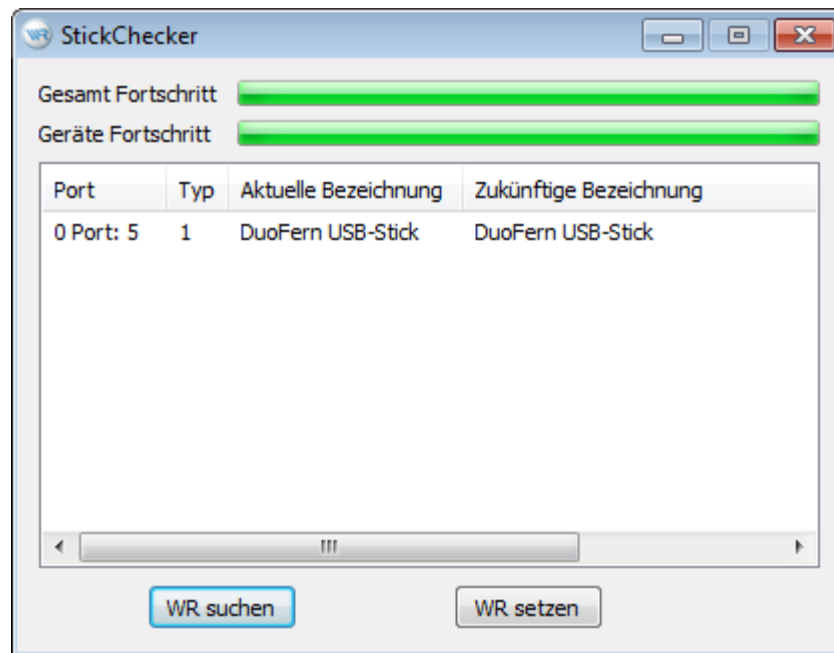 WR StickChecker
Gesamt Fortschritt
Geräte Fortschritt
Port Typ Aktuelle Bezeichnung Zukünftige Bezeichnung
0 Port: 5 1 DuoFern USB-Stick DuoFern USB-Stick
WR suchen WR setzen